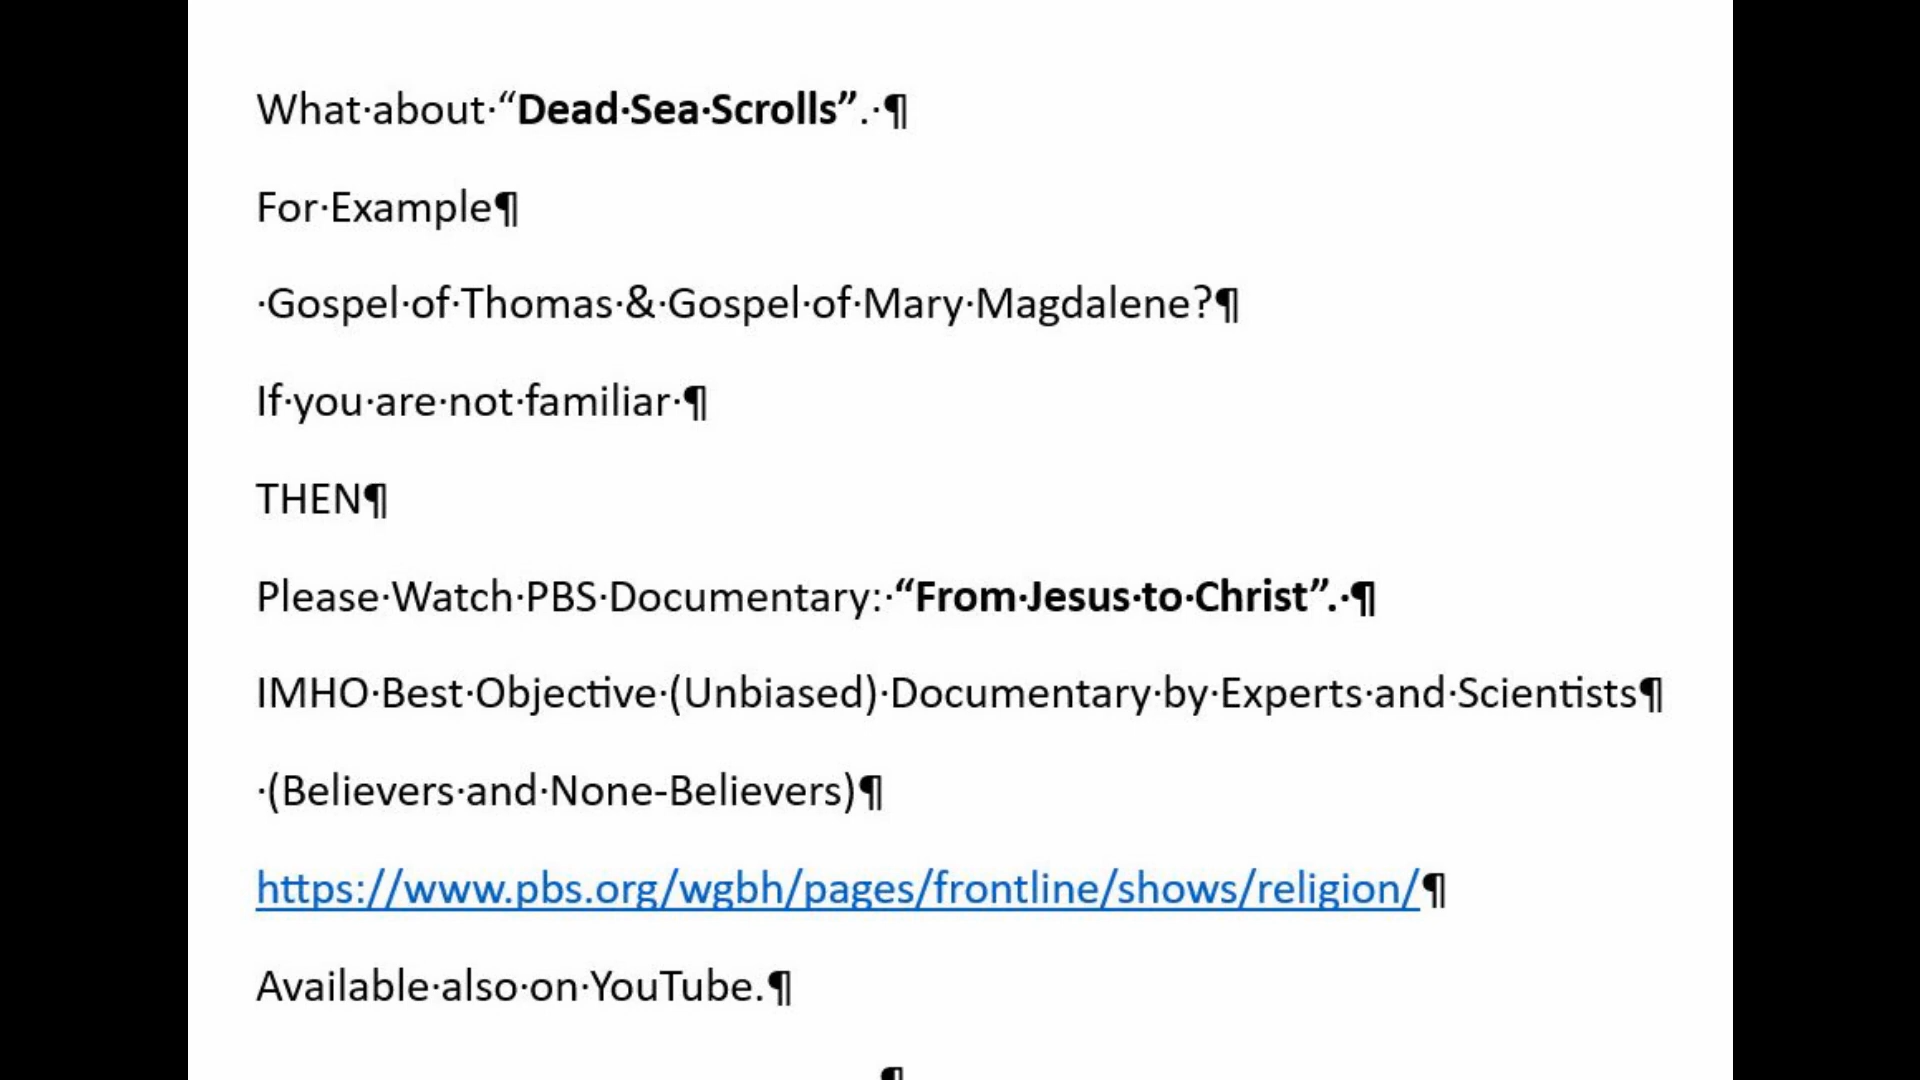 What·about·“Dead·Sea·Scrolls”.·¶
For·Example¶
·Gospel·of·Thomas·&·Gospel·of·Mary·Magdalene?¶
If·you·are·not·familiar·¶
THEN¶
Please·Watch·PBS·Documentary:·“From·Jesus·to·Christ”.·¶
IMHO·Best·Objective·(Unbiased)·Documentary·by·Experts·and·Scientists¶
·(Believers·and·None-Believers)¶
https://www.pbs.org/wgbh/pages/frontline/shows/religion/¶
Available·also·on·YouTube.¶
¶